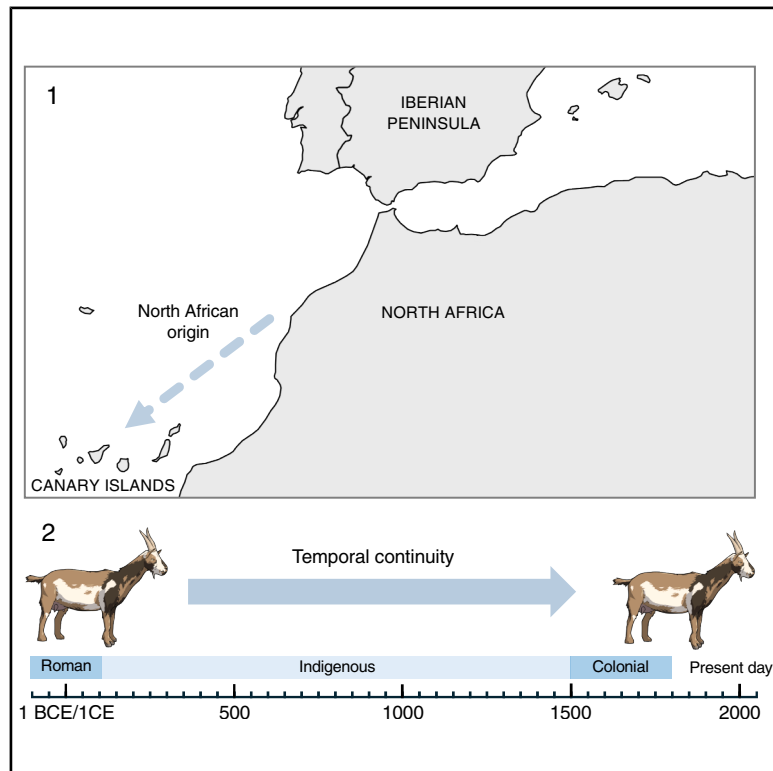 1
IBERIAN
PENINSULA
North African
origin
NORTH AFRICA
CANARY ISLANDS
2
Temporal continuity
Roman
Indigenous
Colonial
Present day
1 BCE/1CE
500
1000
1500
2000